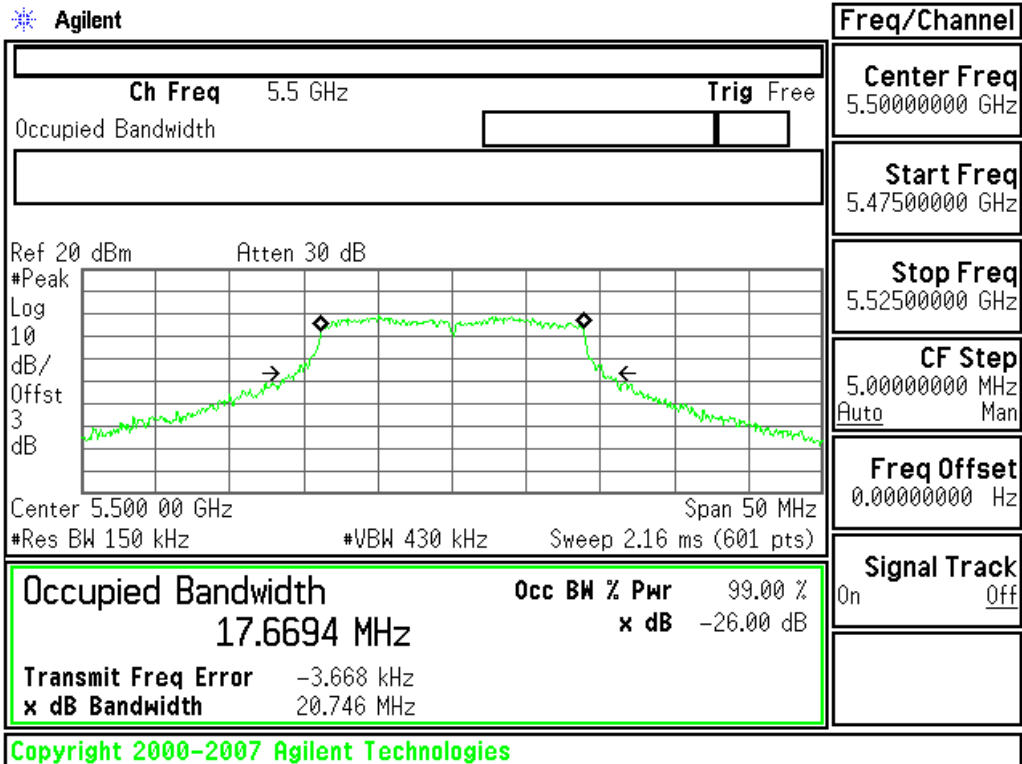 Agilent
Freq/Channel
Ch Freq 5.5 GHz Trig Free
Occupied Bandwidth
Center Freq
5.50000000 GHz
Start Freq
5.47500000 GHz
Stop Freq
5.52500000 GHz
CF Step
5.00000000 MHz
Auto Man
Freq Offset
0.00000000 Hz
Signal Track
On Off
Ref 20 dBm Atten 30 dB
#Peak
Log
10
dB/
Offst
3
dB
Center 5.500 00 GHz Span 50 MHz
#Res BW 150 kHz #VBW 430 kHz Sweep 2.16 ms (601 pts)
Occupied Bandwidth Occ BW % Pwr 99.00 %
17.6694 MHz x dB -26.00 dB
Transmit Freq Error -3.668 kHz
x dB Bandwidth 20.746 MHz
Copyright 2000-2007 Agilent Technologies